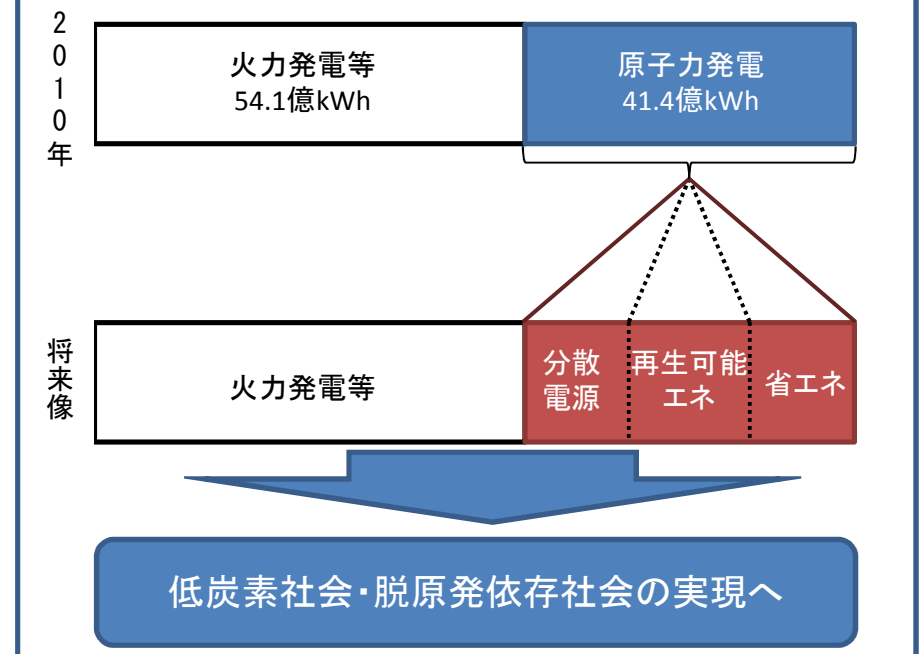 2010年
火力発電等
54.1億kWh
原子力発電
41.4億kWh
将来像
火力発電等
分散
電源
再生可能
エネ
省エネ
低炭素社会・脱原発依存社会の実現へ